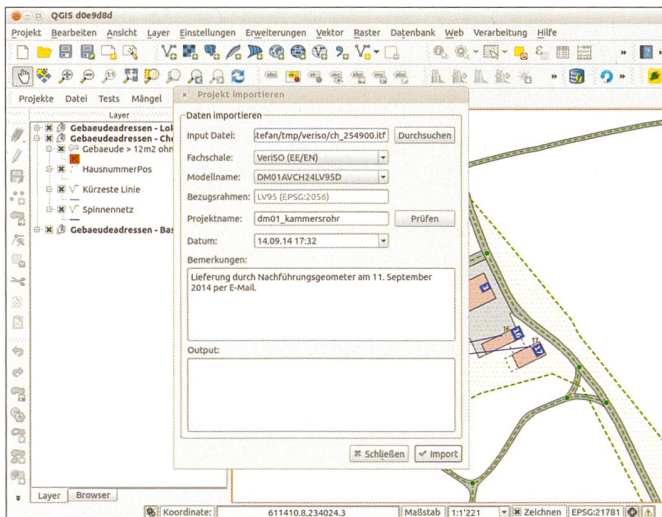 QGIS d0e9d8d
Projekt Bearbeiten Ansicht Layer Einstellungen Erweiterungen Vektor Raster Datenbank Web Verarbeitung Hilfe
Projekte Datei Tests Mängel
Layer
Gebaeudeadressen - Lok
Gebaeudeadressen - Che
Gebaeude > 12m2 ohn
HausnummerPos
Kürzeste Linie
Spinnennetz
Gebaeudeadressen - Bas
Projekt importieren
Daten importieren
Input Datei: .tefan/tmp/veriso/ch_254900.itf Durchsuchen
Fachschale: VeriSO (EE/EN)
Modellname: DM01AVCH24LV95D
Bezugsrahmen: LV95 (EPSG:2056)
Projektname: dm01_kammersrohr Prüfen
Datum: 14.09.14 17:32
Bemerkungen:
Lieferung durch Nachführungsgeometer am 11. September
2014 per E-Mail.
Output:
Schließen Import
Layer Browser
Koordinate: 611410.8,234024.3 Maßstab 1:1'221 Zeichnen EPSG:21781